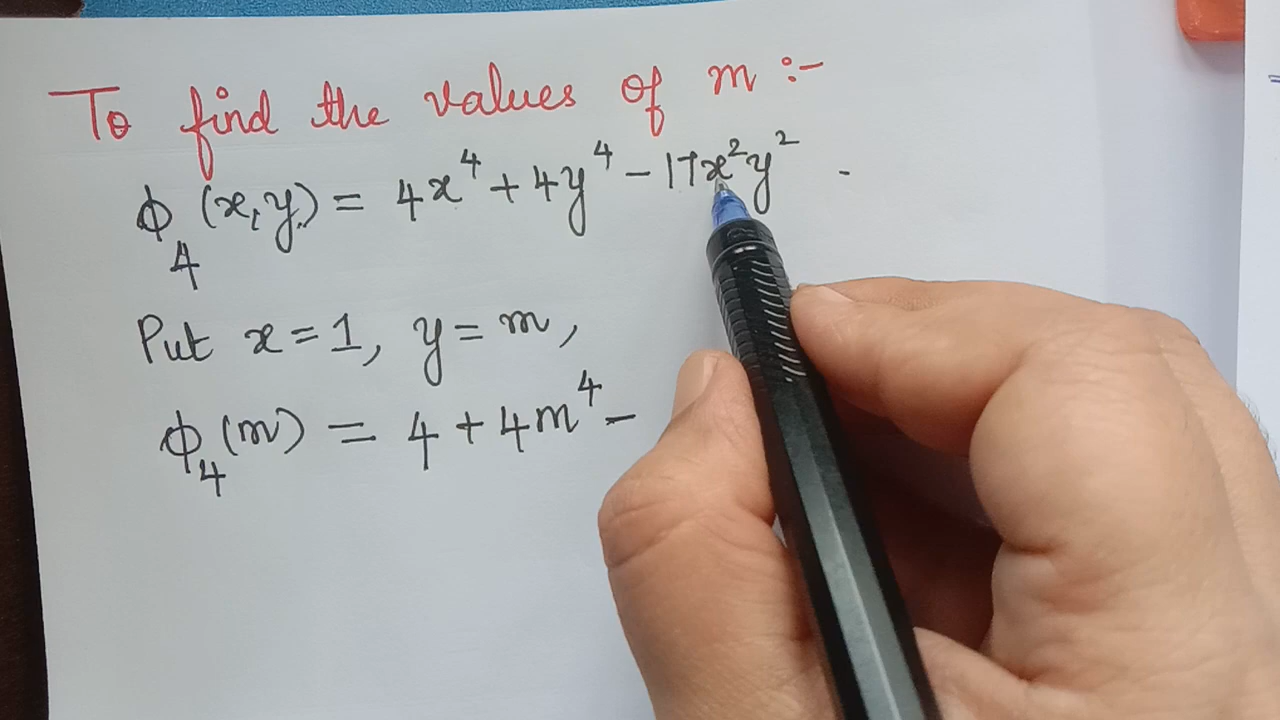 To find the values of m :-
ϕ₄(x,y) = 4x⁴ + 4y⁴ - 17x²y² .
Put x = 1, y = m,
ϕ₄(m) = 4 + 4m⁴ -